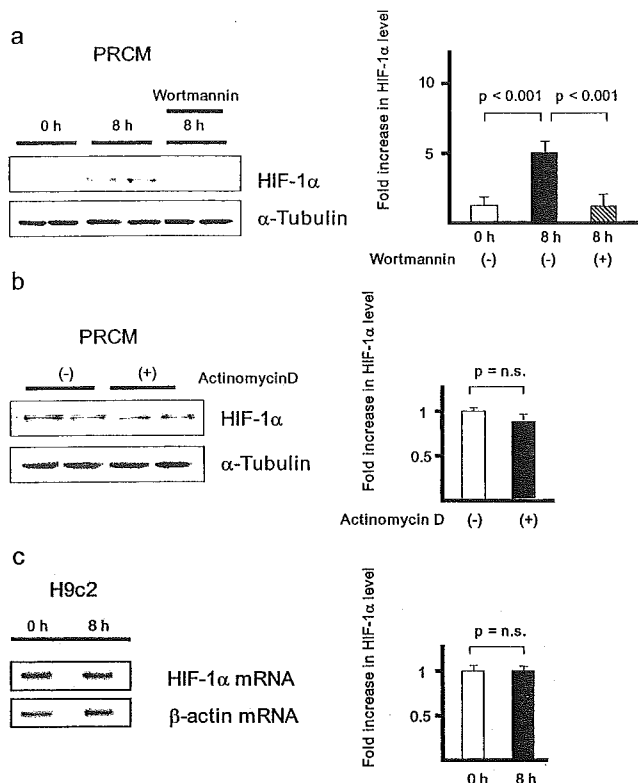 a
PRCM
Wortmannin
0 h 8 h 8 h
HIF-1α
α-Tubulin
Fold increase in HIF-1α level
10
5
p < 0.001 p < 0.001
0 h 8 h 8 h
Wortmannin (-) (-) (+)
b
PRCM
(-) (+) ActinomycinD
HIF-1α
α-Tubulin
Fold increase in HIF-1α level
p = n.s.
1
0.5
Actinomycin D (-) (+)
c
H9c2
0 h 8 h
HIF-1α mRNA
β-actin mRNA
Fold increase in HIF-1α level
p = n.s.
1
0.5
0 h 8 h